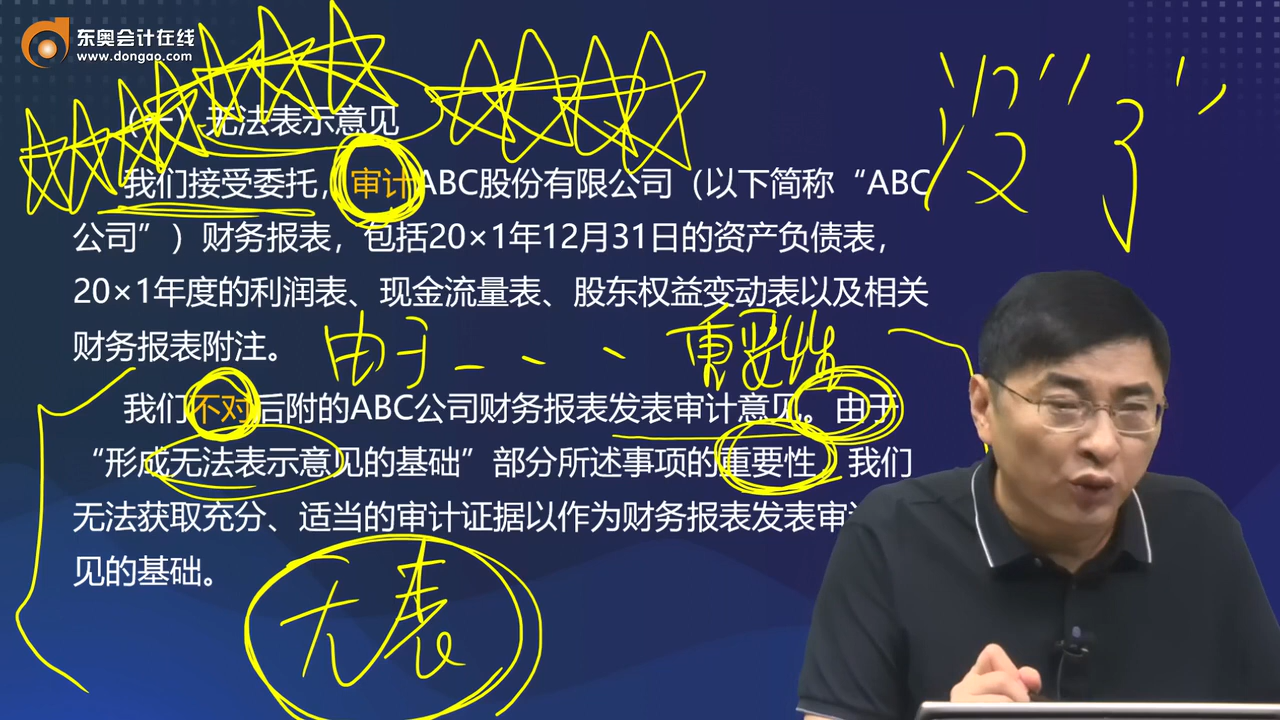 东奥会计在线
www.dongao.com
(一) 无法表示意见
我们接受委托，审计ABC股份有限公司（以下简称“ABC
公司”）财务报表，包括20×1年12月31日的资产负债表，
20×1年度的利润表、现金流量表、股东权益变动表以及相关
财务报表附注。
由于
重要性
我们不对后附的ABC公司财务报表发表审计意见。由于
“形成无法表示意见的基础”部分所述事项的重要性，我们
无法获取充分、适当的审计证据以作为财务报表发表审
见的基础。
无表
“没”了”